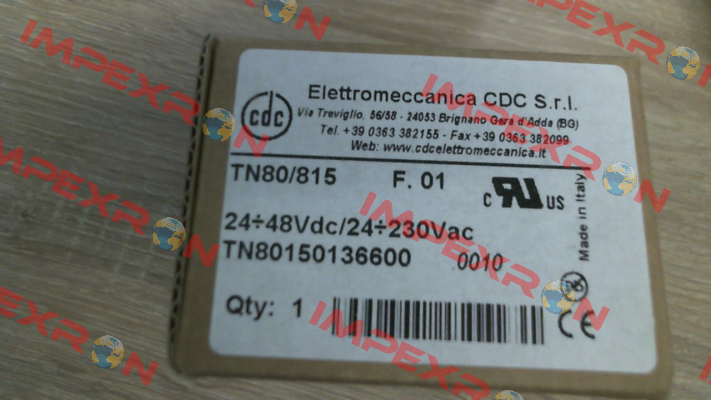 cdc
Elettromeccanica CDC S.r.l.
Via Treviglio, 56/58 - 24053 Brignano Gera d'Adda (BG)
Tel. +39 0363 382155 - Fax +39 0363 382099
Web: www.cdcelettromeccanica.it
TN80/815 F. 01
c RU US
24÷48Vdc/24÷230Vac
TN80150136600 0010
Made in Italy
Qty: 1
CE
IMPEXRON
IMPEXRON
IMPEXRON
IMPEXRON
IMPEXRON
IMPEXRON